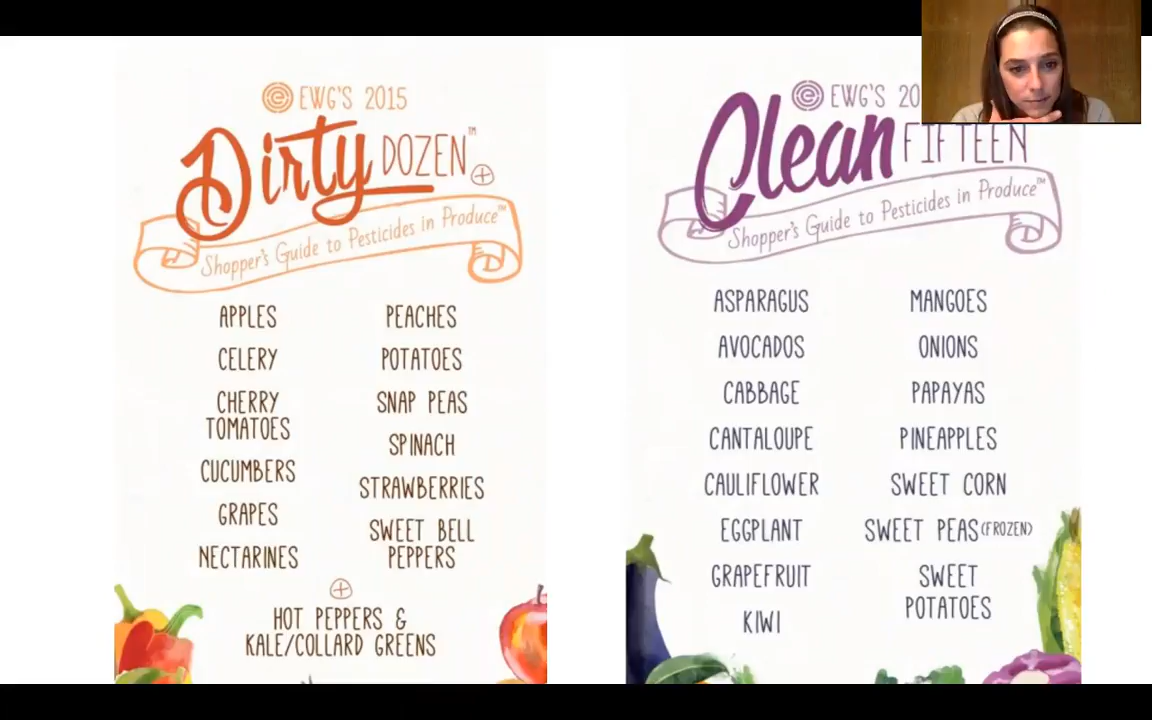 EWG'S 2015
Dirty DOZEN™
Shopper's Guide to Pesticides in Produce™
APPLES
CELERY
CHERRY
TOMATOES
CUCUMBERS
GRAPES
NECTARINES
PEACHES
POTATOES
SNAP PEAS
SPINACH
STRAWBERRIES
SWEET BELL
PEPPERS
HOT PEPPERS &
KALE/COLLARD GREENS
EWG'S 20
Clean FIFTEEN
Shopper's Guide to Pesticides in Produce™
ASPARAGUS
AVOCADOS
CABBAGE
CANTALOUPE
CAULIFLOWER
EGGPLANT
GRAPEFRUIT
KIWI
MANGOES
ONIONS
PAPAYAS
PINEAPPLES
SWEET CORN
SWEET PEAS (FROZEN)
SWEET
POTATOES